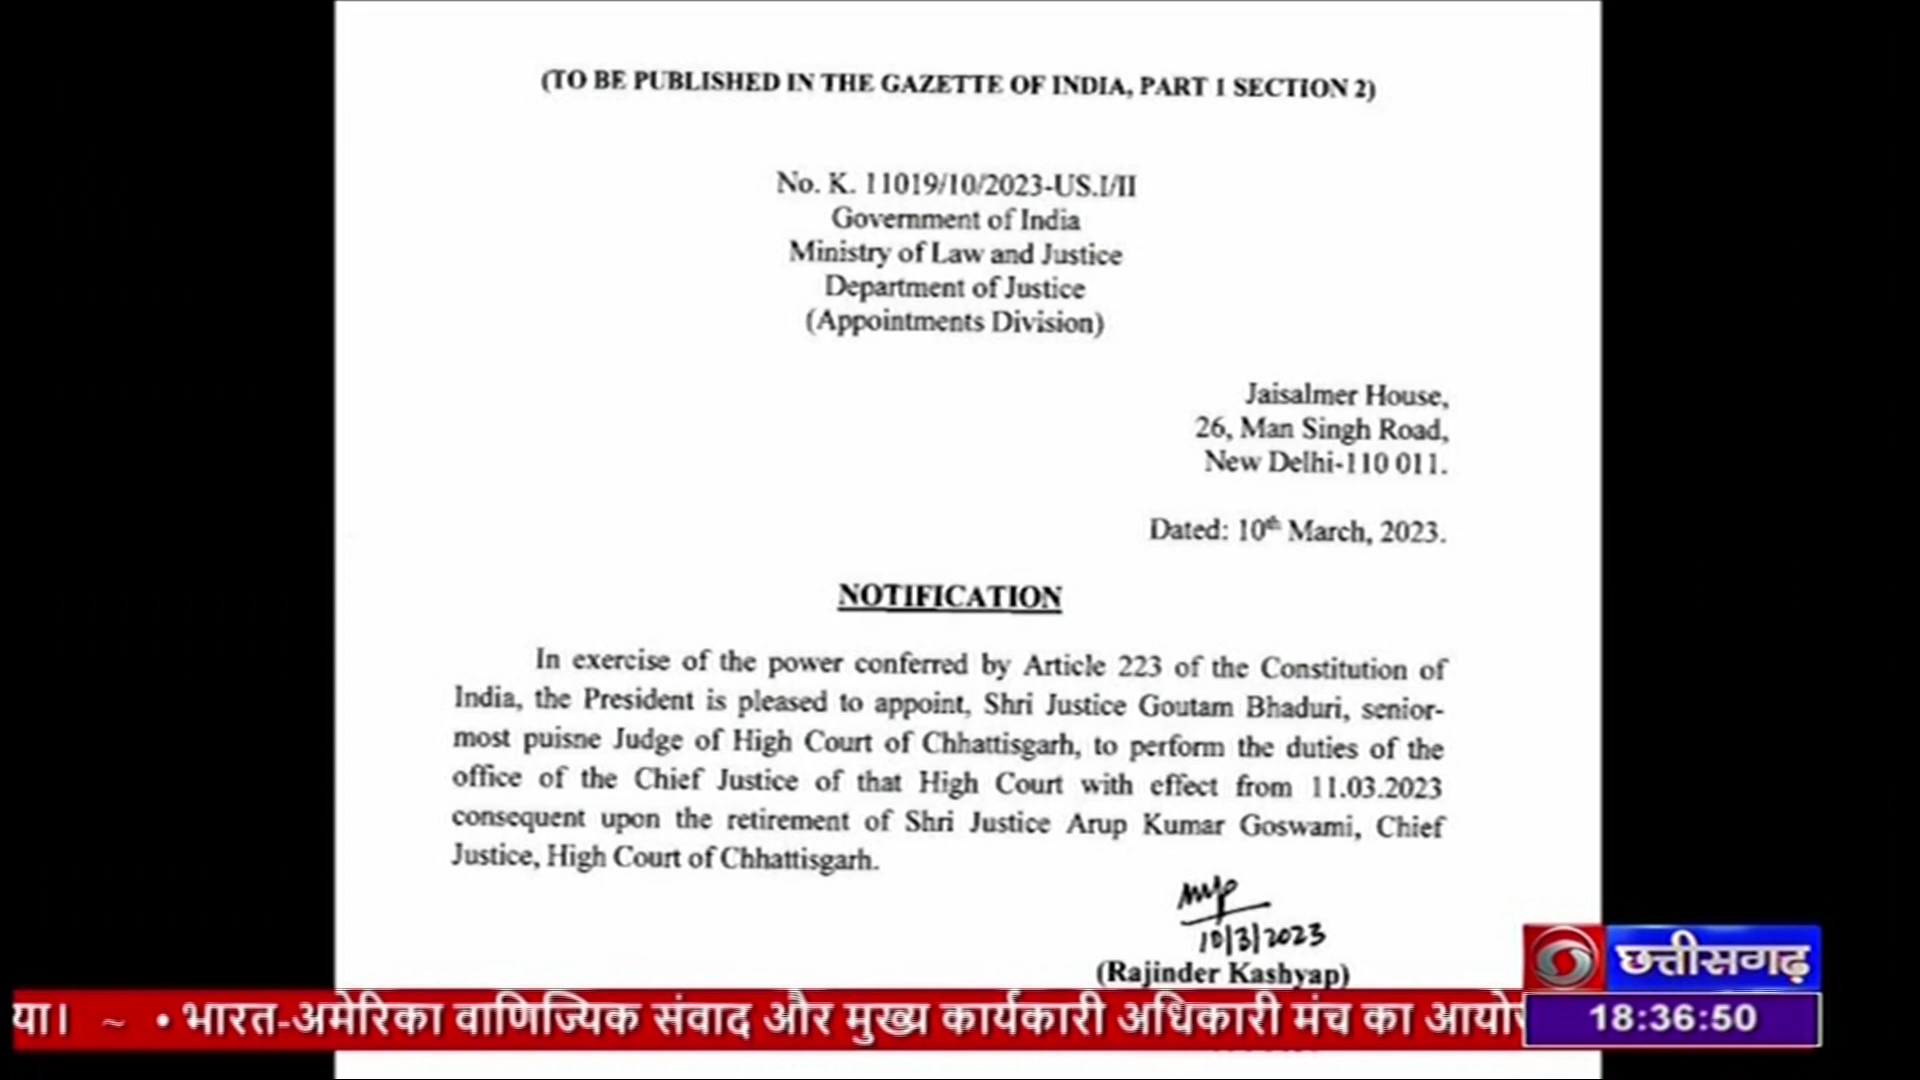 (TO BE PUBLISHED IN THE GAZETTE OF INDIA, PART 1 SECTION 2)
No. K. 11019/10/2023-US.I/II
Government of India
Ministry of Law and Justice
Department of Justice
(Appointments Division)
Jaisalmer House,
26, Man Singh Road,
New Delhi-110 011.
Dated: 10th March, 2023.
NOTIFICATION
In exercise of the power conferred by Article 223 of the Constitution of
India, the President is pleased to appoint, Shri Justice Goutam Bhaduri, senior-
most puisne Judge of High Court of Chhattisgarh, to perform the duties of the
office of the Chief Justice of that High Court with effect from 11.03.2023
consequent upon the retirement of Shri Justice Arup Kumar Goswami, Chief
Justice, High Court of Chhattisgarh.
10/3/2023
(Rajinder Kashyap)
छत्तीसगढ़
या। ~ • भारत-अमेरिका वाणिज्यिक संवाद और मुख्य कार्यकारी अधिकारी मंच का
18:36:50